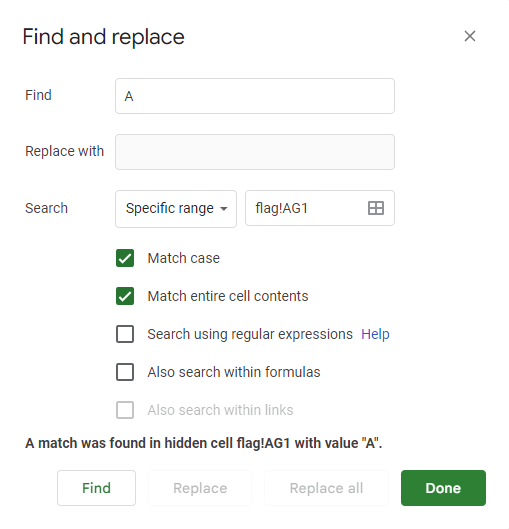 Find and replace
Find A
Replace with
Search Specific range flag!AG1
Match case
Match entire cell contents
Search using regular expressions Help
Also search within formulas
Also search within links
A match was found in hidden cell flag!AG1 with value "A".
Find Replace Replace all Done